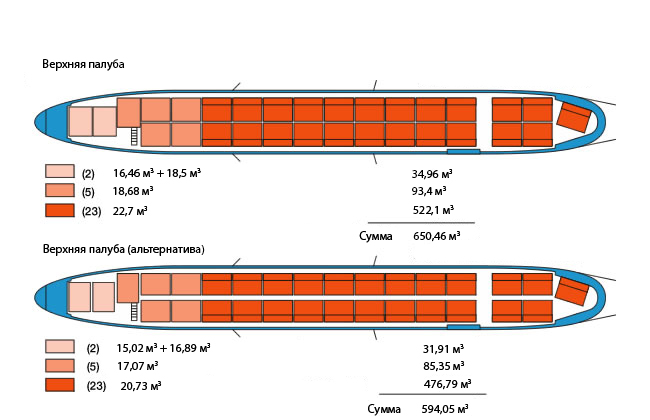 Верхняя палуба
(2) 16,46 м³ + 18,5 м³ 34,96 м³
(5) 18,68 м³ 93,4 м³
(23) 22,7 м³ 522,1 м³
Сумма 650,46 м³
Верхняя палуба (альтернатива)
(2) 15,02 м³ + 16,89 м³ 31,91 м³
(5) 17,07 м³ 85,35 м³
(23) 20,73 м³ 476,79 м³
Сумма 594,05 м³